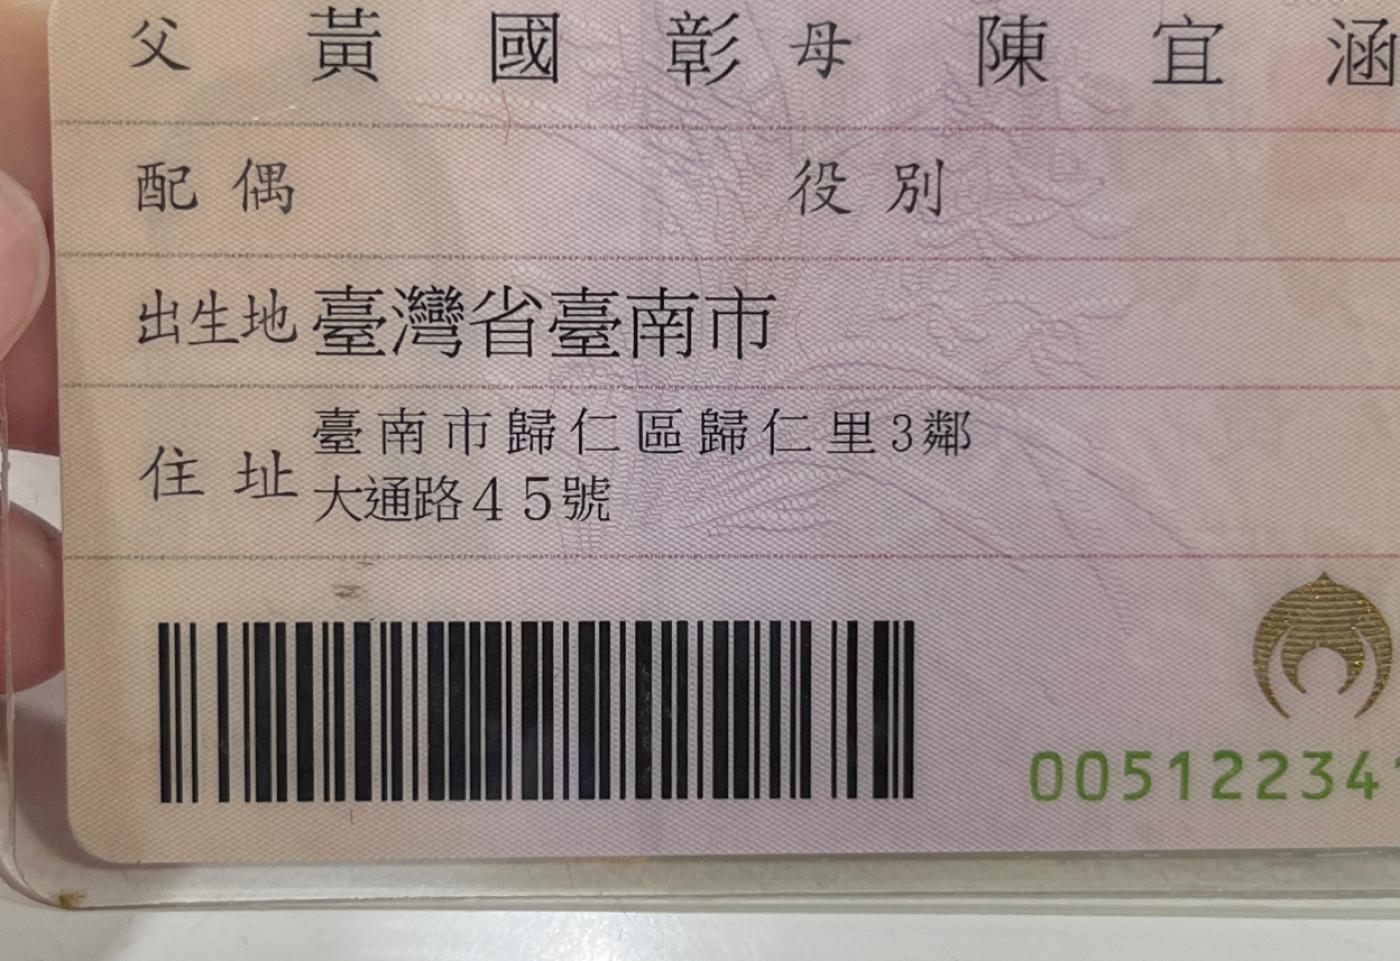 父 黃國彰 母 陳宜涵
配偶 役別
出生地 臺灣省臺南市
住址 臺南市歸仁區歸仁里3鄰
大通路45號
00512234